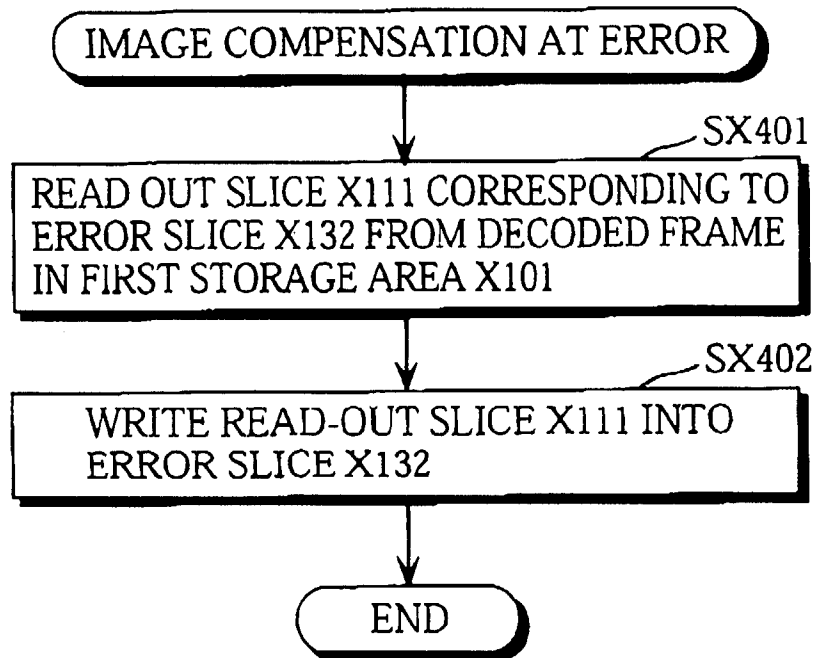 IMAGE COMPENSATION AT ERROR
SX401
READ OUT SLICE X111 CORRESPONDING TO
ERROR SLICE X132 FROM DECODED FRAME
IN FIRST STORAGE AREA X101
SX402
WRITE READ-OUT SLICE X111 INTO
ERROR SLICE X132
END